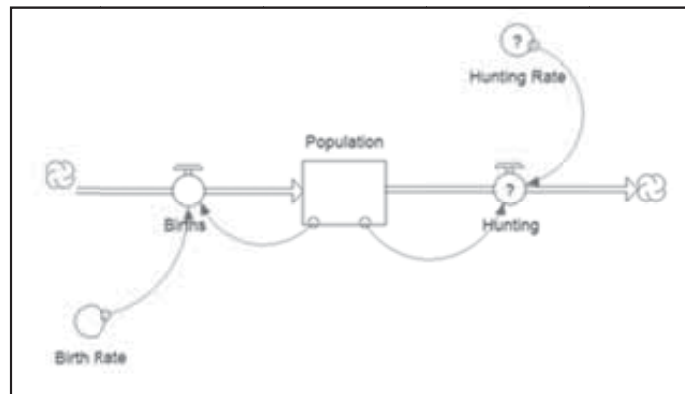 ?
Hunting Rate
Population
?
Births
Hunting
Birth Rate